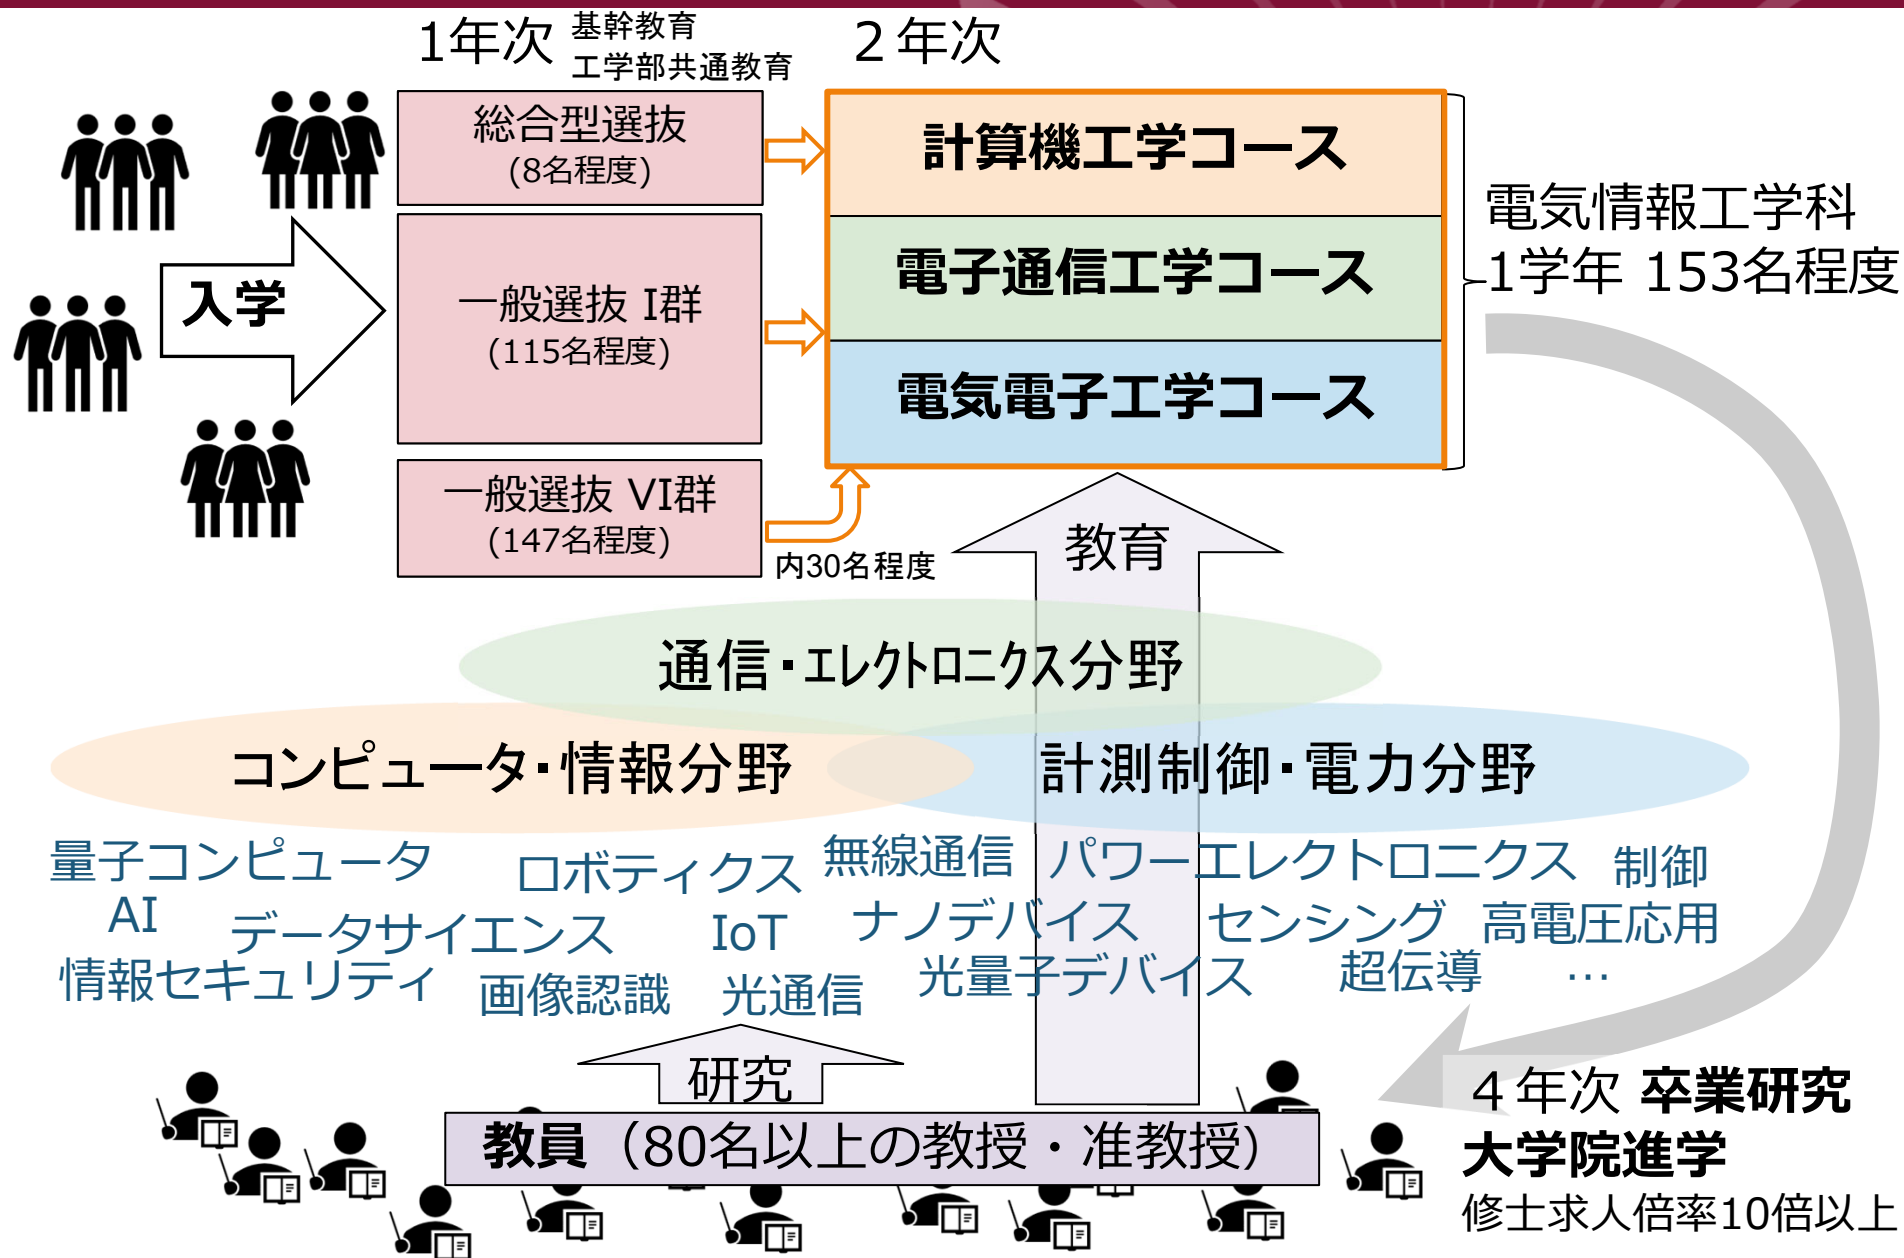 1年次 基幹教育
工学部共通教育
２年次
総合型選抜
(8名程度)
一般選抜 I群
(115名程度)
一般選抜 VI群
(147名程度)
内30名程度
入学
計算機工学コース
電子通信工学コース
電気電子工学コース
電気情報工学科
1学年 153名程度
教育
通信・エレクトロニクス分野
コンピュータ・情報分野
計測制御・電力分野
量子コンピュータ
ロボティクス
無線通信
パワーエレクトロニクス
制御
AI
データサイエンス
IoT
ナノデバイス
センシング
高電圧応用
情報セキュリティ
画像認識
光通信
光量子デバイス
超伝導
…
研究
教員（80名以上の教授・准教授）
４年次 卒業研究
大学院進学
修士求人倍率10倍以上